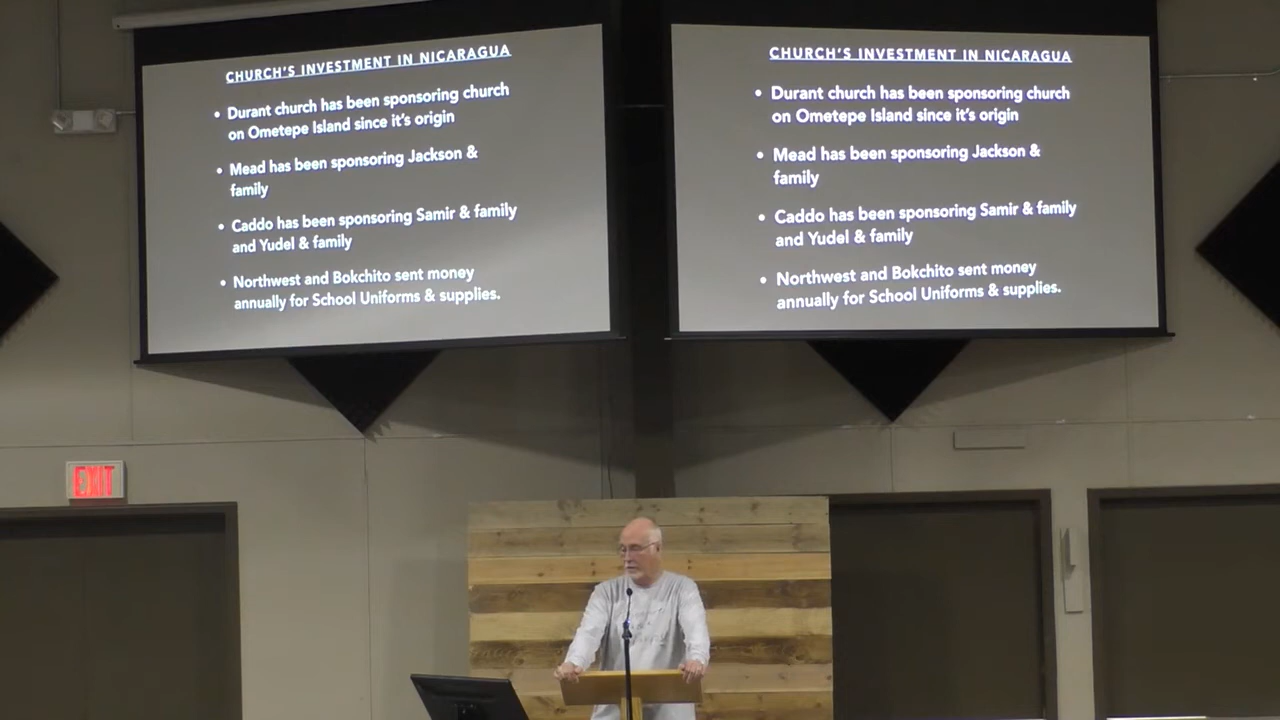 CHURCH'S INVESTMENT IN NICARAGUA
• Durant church has been sponsoring church
on Ometepe Island since it's origin
• Mead has been sponsoring Jackson &
family
• Caddo has been sponsoring Samir & family
and Yudel & family
• Northwest and Bokchito sent money
annually for School Uniforms & supplies.
CHURCH'S INVESTMENT IN NICARAGUA
• Durant church has been sponsoring church
on Ometepe Island since it's origin
• Mead has been sponsoring Jackson &
family
• Caddo has been sponsoring Samir & family
and Yudel & family
• Northwest and Bokchito sent money
annually for School Uniforms & supplies.
EXIT